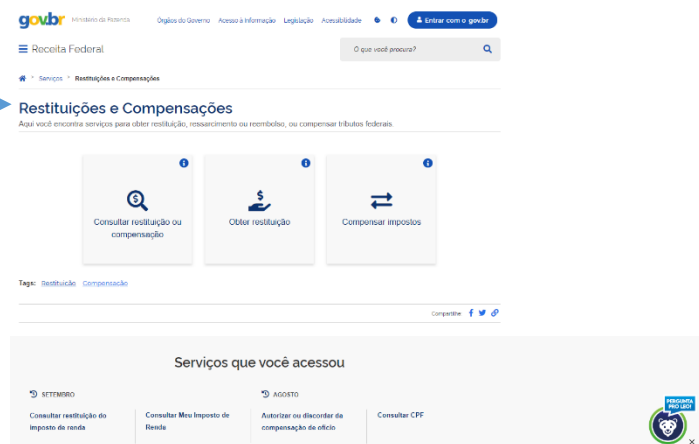 gov.br Ministério da Fazenda Órgãos do Governo Acesso à Informação Legislação Acessibilidade Entrar com o gov.br
Receita Federal O que você procura?
Serviços Restituições e Compensações
Restituições e Compensações
Aqui você encontra serviços para obter restituição, ressarcimento ou reembolso, ou compensar tributos federais.
Consultar restituição ou
compensação
Obter restituição
Compensar impostos
Tags: Restituição Compensação
Compartilhe
Serviços que você acessou
SETEMBRO
AGOSTO
Consultar restituição do
imposto de renda
Consultar Meu Imposto de
Renda
Autorizar ou discordar da
compensação de ofício
Consultar CPF
PERGUNTA
PRO LEO!